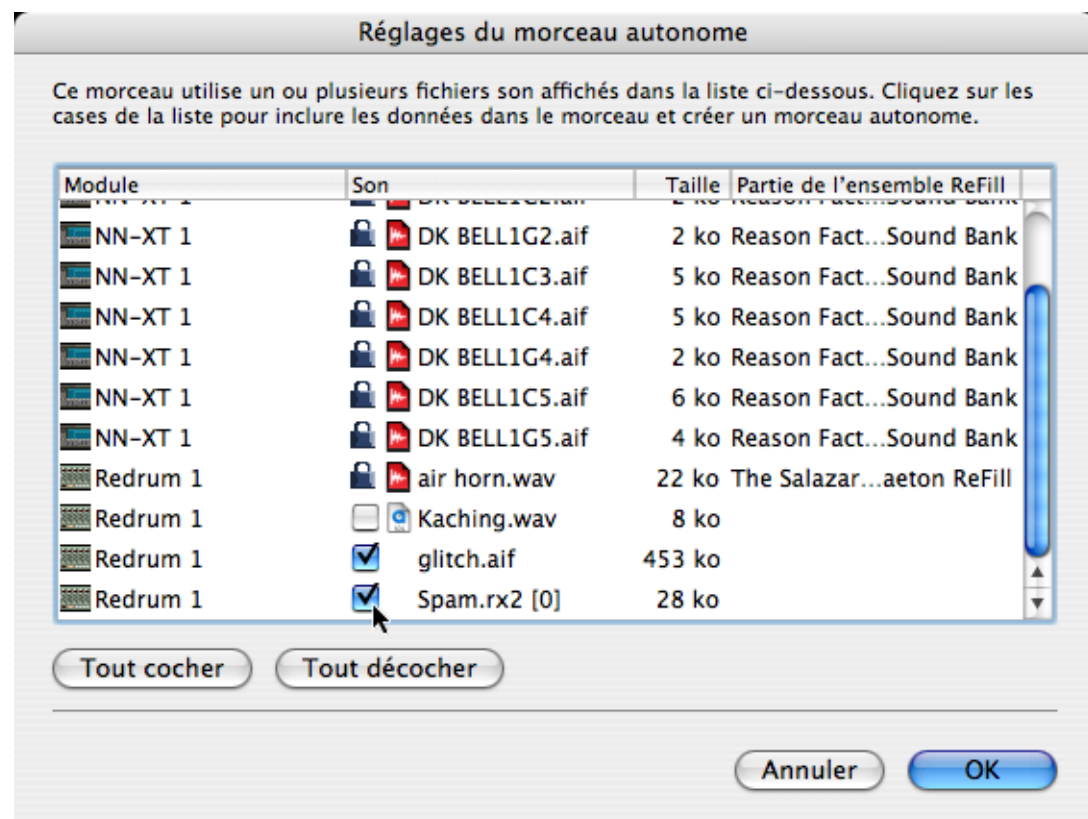 Réglages du morceau autonome
Ce morceau utilise un ou plusieurs fichiers son affichés dans la liste ci-dessous. Cliquez sur les
cases de la liste pour inclure les données dans le morceau et créer un morceau autonome.
Module Son Taille Partie de l'ensemble ReFill
NN-XT 1 DK BELL1G2.aif 2 ko Reason Fact...Sound Bank
NN-XT 1 DK BELL1C3.aif 5 ko Reason Fact...Sound Bank
NN-XT 1 DK BELL1C4.aif 5 ko Reason Fact...Sound Bank
NN-XT 1 DK BELL1G4.aif 2 ko Reason Fact...Sound Bank
NN-XT 1 DK BELL1C5.aif 6 ko Reason Fact...Sound Bank
NN-XT 1 DK BELL1G5.aif 4 ko Reason Fact...Sound Bank
Redrum 1 air horn.wav 22 ko The Salazar...aeton ReFill
Redrum 1 Kaching.wav 8 ko
Redrum 1 glitch.aif 453 ko
Redrum 1 Spam.rx2 [0] 28 ko
Tout cocher Tout décocher
Annuler OK